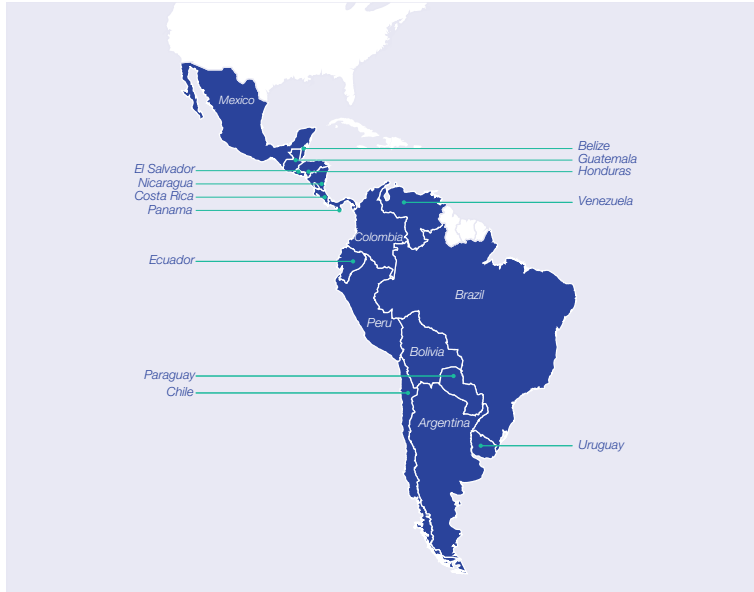 Mexico
Belize
Guatemala
El Salvador
Honduras
Nicaragua
Costa Rica
Venezuela
Panama
Colombia
Ecuador
Brazil
Peru
Bolivia
Paraguay
Chile
Argentina
Uruguay